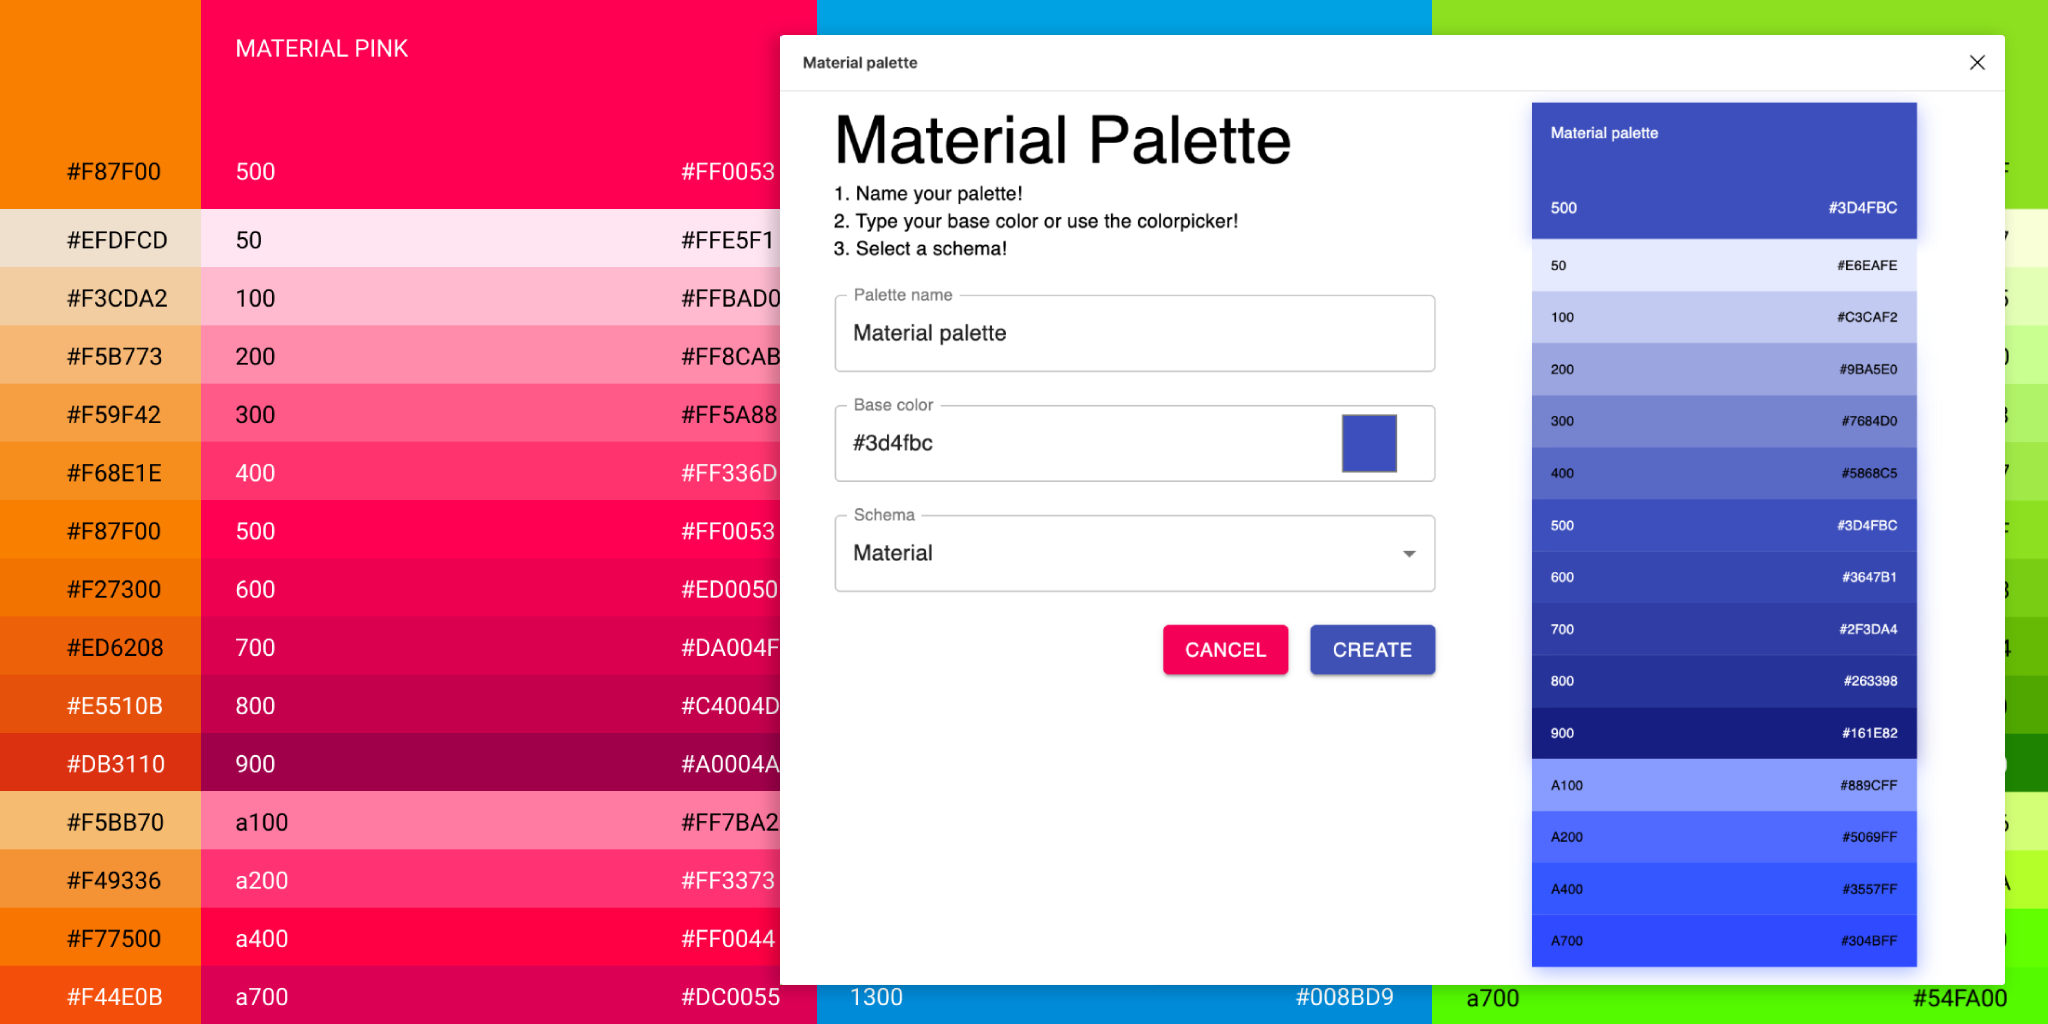 #F87F00
#EFDFCD
#F3CDA2
#F5B773
#F59F42
#F68E1E
#F87F00
#F27300
#ED6208
#E5510B
#DB3110
#F5BB70
#F49336
#F77500
#F44E0B
MATERIAL PINK
500 #FF0053
50 #FFE5F1
100 #FFBAD0
200 #FF8CAB
300 #FF5A88
400 #FF336D
500 #FF0053
600 #ED0050
700 #DA004F
800 #C4004D
900 #A0004A
a100 #FF7BA2
a200 #FF3373
a400 #FF0044
a700 #DC0055
Material palette
Material Palette
1. Name your palette!
2. Type your base color or use the colorpicker!
3. Select a schema!
Palette name
Material palette
Base color
#3d4fbc
Schema
Material
CANCEL CREATE
Material palette
500 #3D4FBC
50 #E6EAFE
100 #C3CAF2
200 #9BA5E0
300 #7684D0
400 #5868C5
500 #3D4FBC
600 #3647B1
700 #2F3DA4
800 #263398
900 #161E82
A100 #889CFF
A200 #5069FF
A400 #3557FF
A700 #304BFF
1300 #008BD9
a700 #54FA00